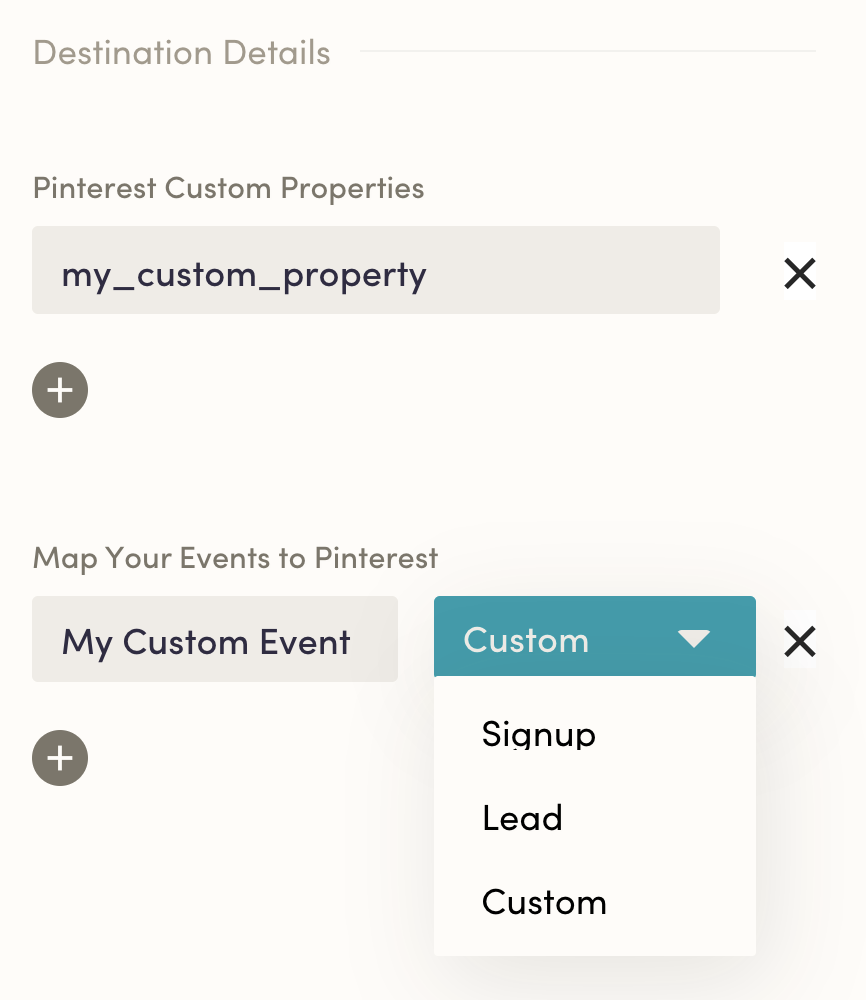 Destination Details
Pinterest Custom Properties
my_custom_property
Map Your Events to Pinterest
My Custom Event
Custom
Signup
Lead
Custom